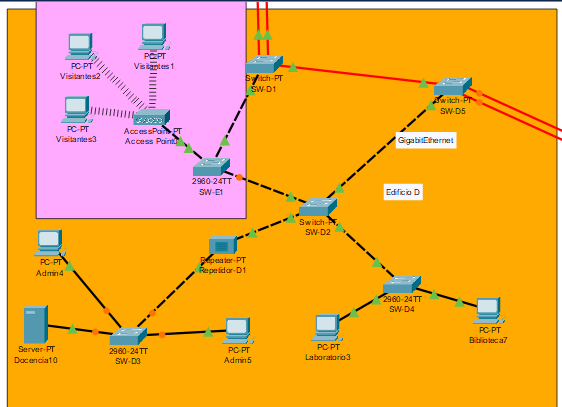 PC-PT
Visitantes1
PC-PT
Visitantes2
PC-PT
Visitantes3
AccessPoint-PT
Access Point
Switch-PT
SW-D1
Switch-PT
SW-D5
GigabitEthernet
2960-24TT
SW-E1
Edificio D
Switch-PT
SW-D2
PC-PT
Admin4
Repeater-PT
Repetidor-D1
2960-24TT
SW-D4
Server-PT
Docencia10
2960-24TT
SW-D3
PC-PT
Admin5
PC-PT
Laboratorio3
PC-PT
Biblioteca7